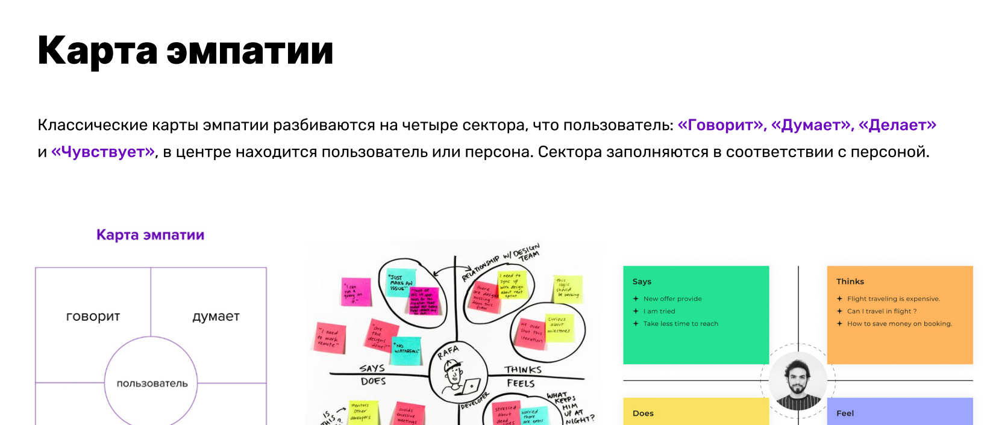 Карта эмпатии
Классические карты эмпатии разбиваются на четыре сектора, что пользователь: «Говорит», «Думает», «Делает»
и «Чувствует», в центре находится пользователь или персона. Сектора заполняются в соответствии с персоной.
Карта эмпатии
говорит
думает
пользователь
RELATIONSHIP W/ DESIGN
TEAM
"I can
run a
query on
it"
"JUST
MAKE AN
ISSUE"
I need to
sync up
with design
about next
sprint
there
are designs
missing
from this
flow
this
logic
should
be working
"I need
to work
remote"
"are
the
designs
done?"
"NO
WATERFALL"
we over
shot this
iteration
curious
about
milestones
RAFA
SAYS
THINKS
DOES
FEELS
DEVELOPER
mentors
other
developers
avoids
excessive
meetings
stressed
about
dead
lines
worried
there
are errors
WHAT
KEEPS
HIM
UP AT
NIGHT?
IS
THIS
Says
New offer provide
I am tried
Take less time to reach
Thinks
Flight traveling is expensive.
Can I travel in flight ?
How to save money on booking.
Does
Feel